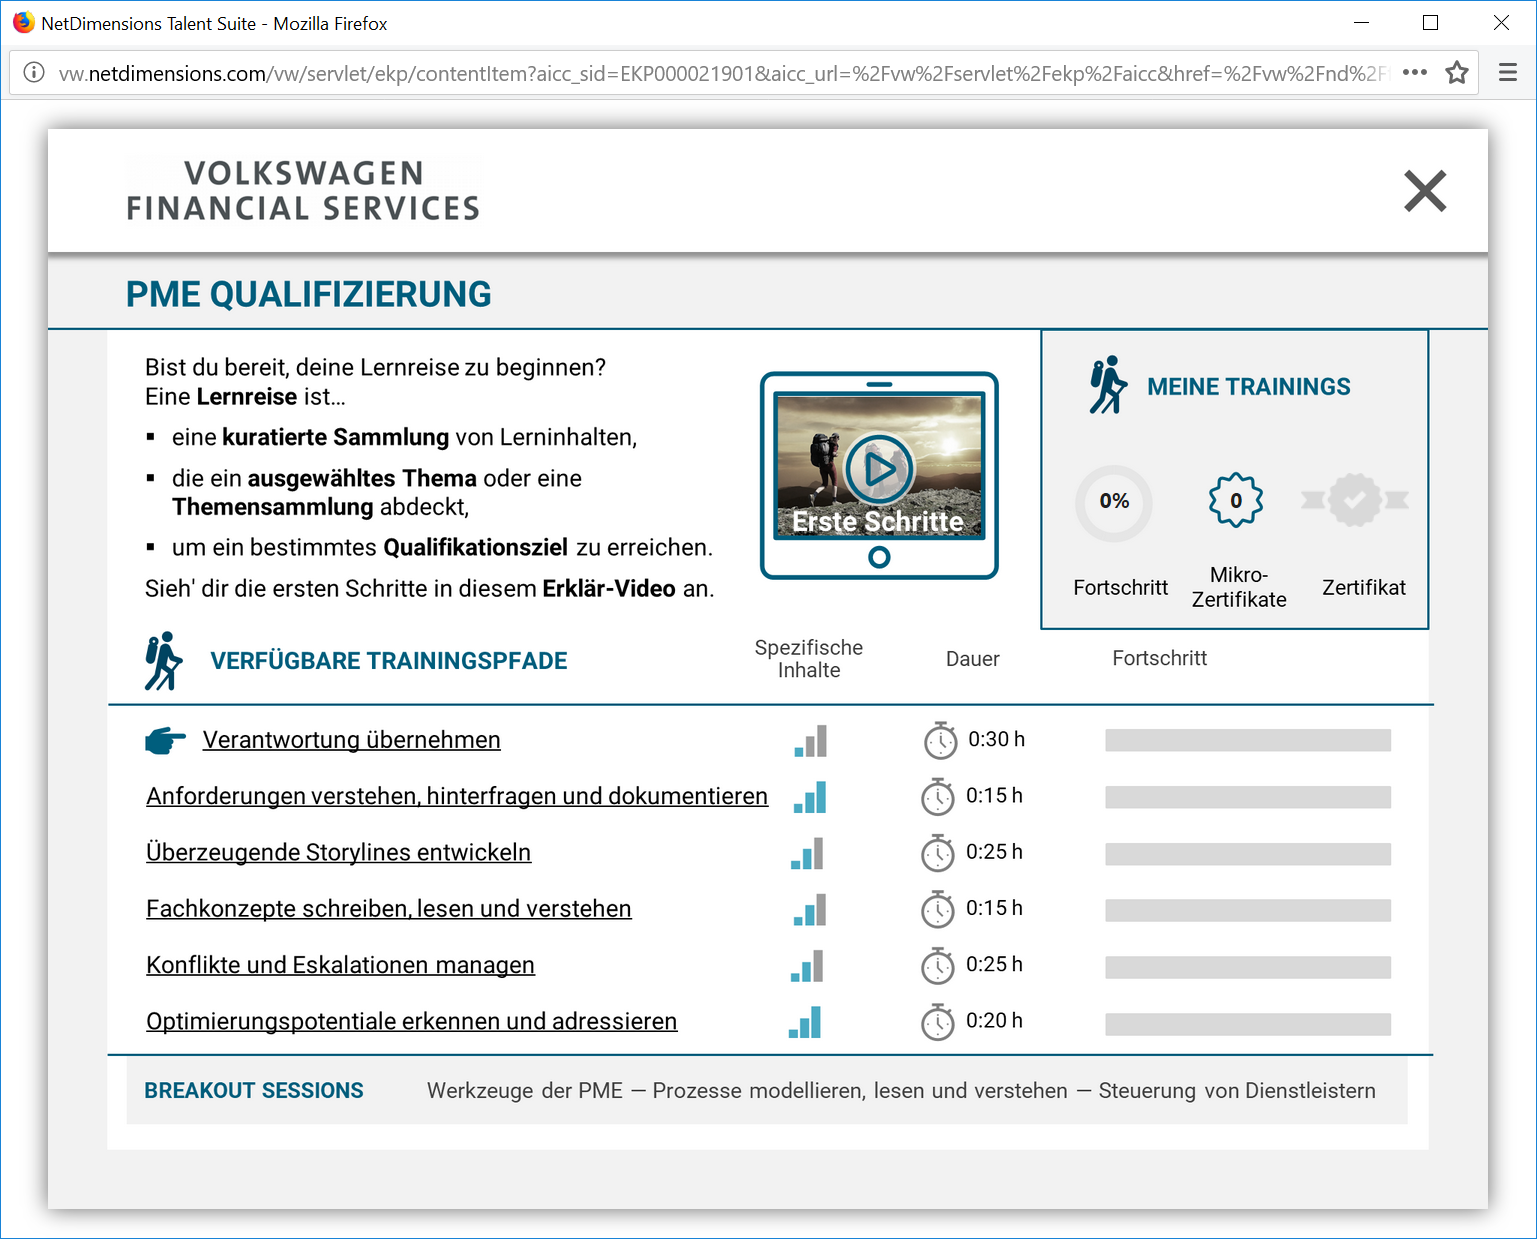 NetDimensions Talent Suite - Mozilla Firefox
vw.netdimensions.com/vw/servlet/ekp/contentItem?aicc_sid=EKP000021901&aicc_url=%2Fvw%2Fservlet%2Fekp%2Faicc&href=%2Fvw%2Fnd%2F
VOLKSWAGEN
FINANCIAL SERVICES
PME QUALIFIZIERUNG
Bist du bereit, deine Lernreise zu beginnen?
Eine Lernreise ist...
▪ eine kuratierte Sammlung von Lerninhalten,
▪ die ein ausgewähltes Thema oder eine
Themensammlung abdeckt,
▪ um ein bestimmtes Qualifikationsziel zu erreichen.
Sieh' dir die ersten Schritte in diesem Erklär-Video an.
Erste Schritte
MEINE TRAININGS
0%
0
Fortschritt
Mikro-
Zertifikate
Zertifikat
VERFÜGBARE TRAININGSPFADE
Spezifische
Inhalte
Dauer
Fortschritt
Verantwortung übernehmen 0:30 h
Anforderungen verstehen, hinterfragen und dokumentieren 0:15 h
Überzeugende Storylines entwickeln 0:25 h
Fachkonzepte schreiben, lesen und verstehen 0:15 h
Konflikte und Eskalationen managen 0:25 h
Optimierungspotentiale erkennen und adressieren 0:20 h
BREAKOUT SESSIONS Werkzeuge der PME — Prozesse modellieren, lesen und verstehen — Steuerung von Dienstleistern